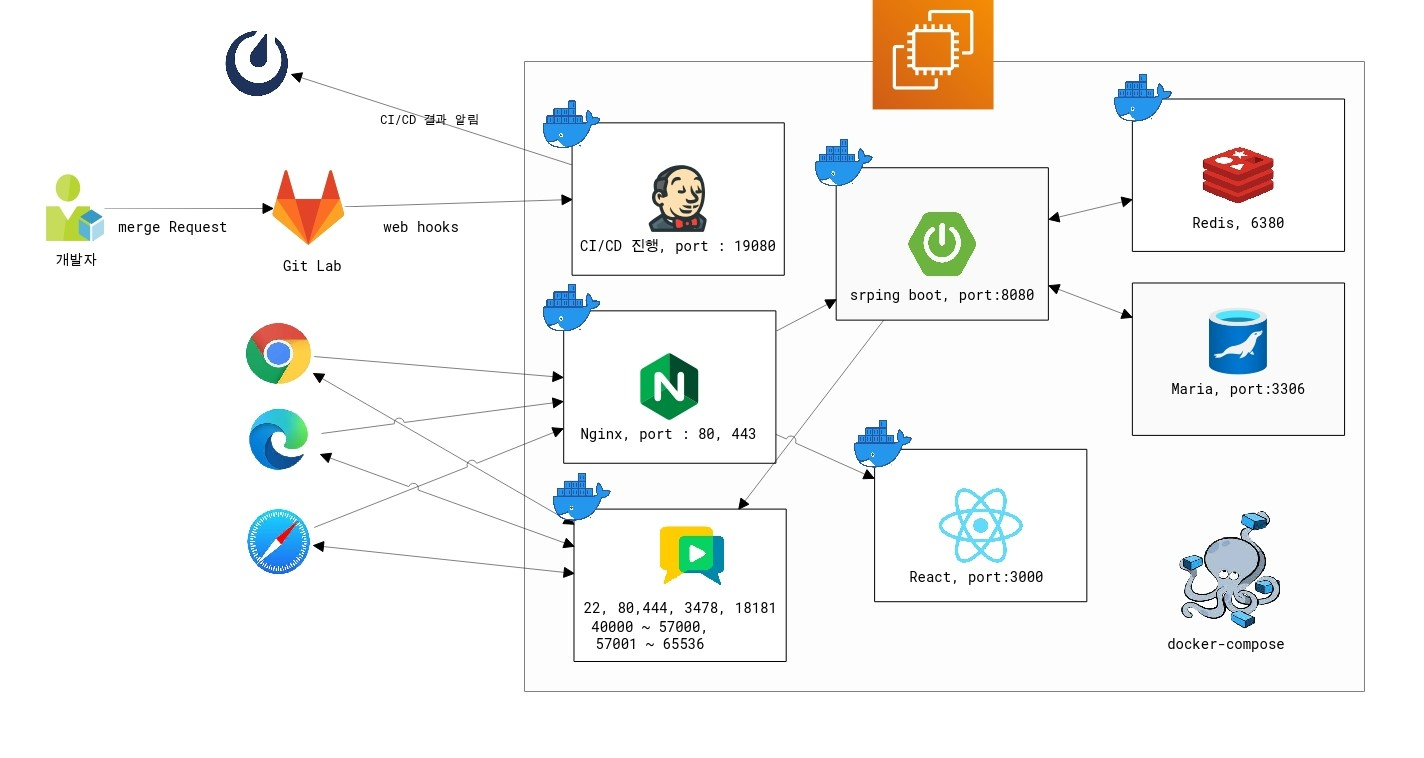 CI/CD 결과 알림
merge Request
web hooks
개발자
Git Lab
CI/CD 진행, port : 19080
srping boot, port:8080
Redis, 6380
Maria, port:3306
Nginx, port : 80, 443
22, 80,444, 3478, 18181
40000 ~ 57000,
57001 ~ 65536
React, port:3000
docker-compose